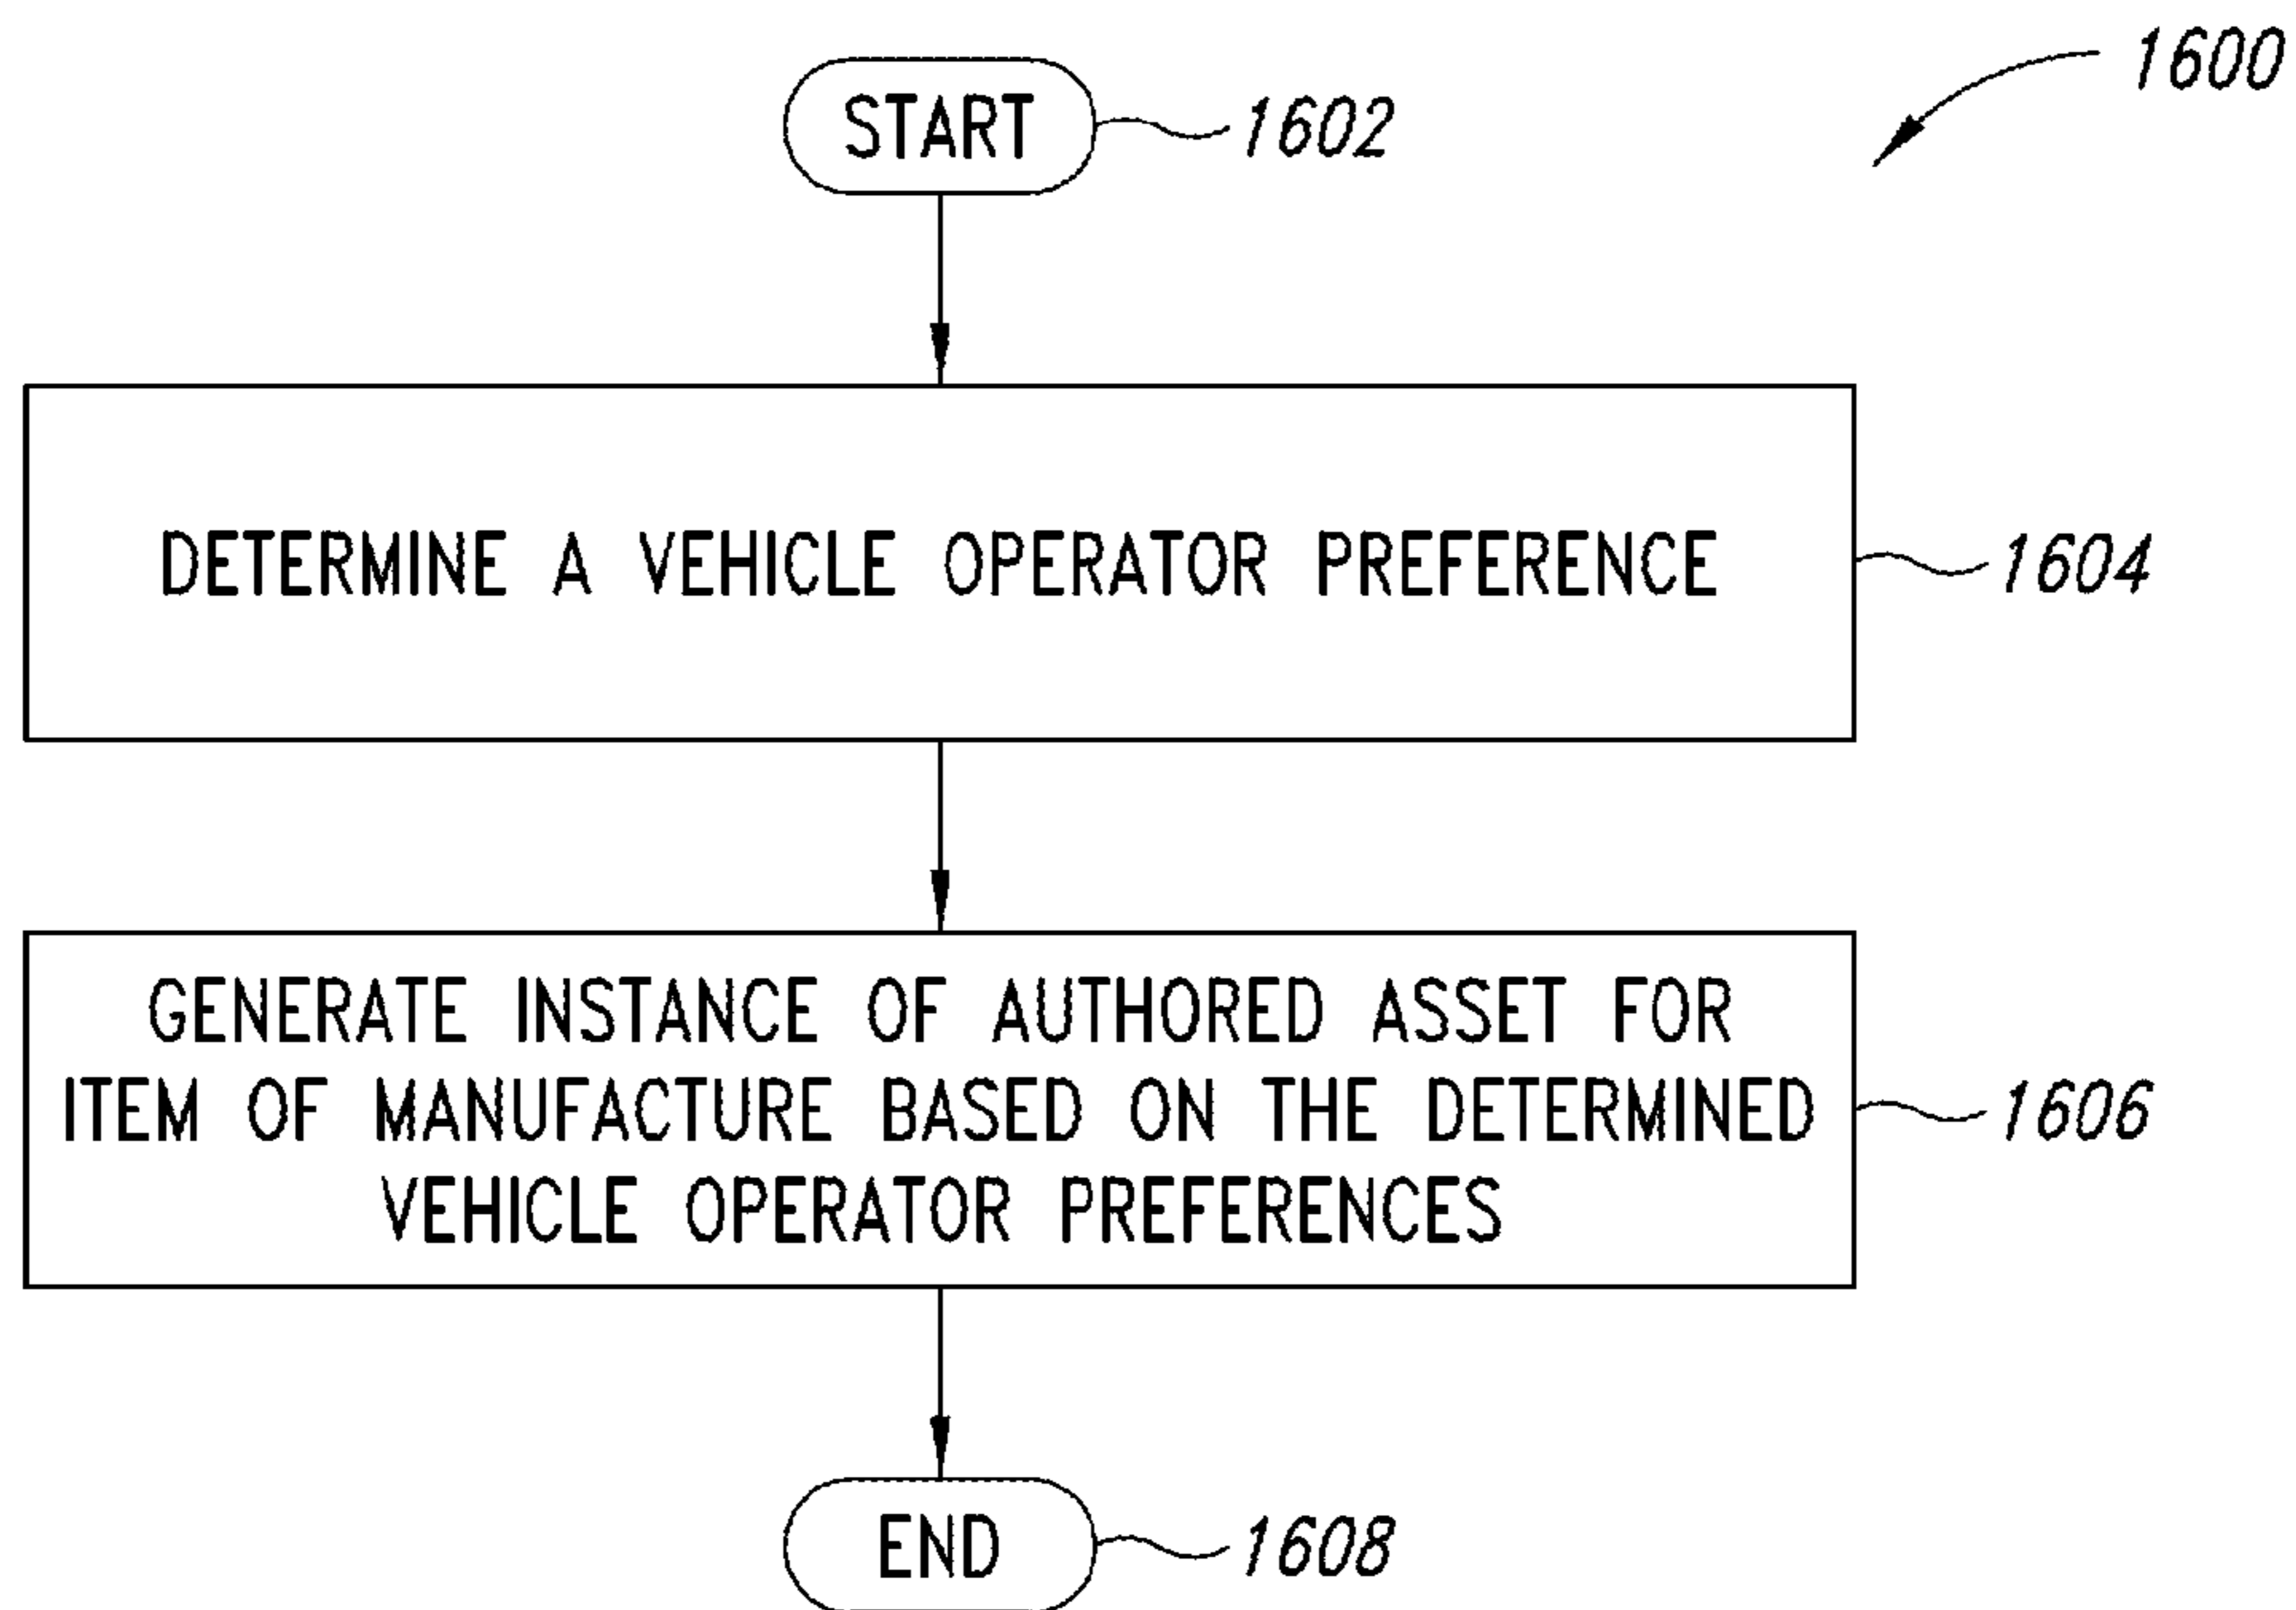 1600
START
1602
DETERMINE A VEHICLE OPERATOR PREFERENCE
1604
GENERATE INSTANCE OF AUTHORED ASSET FOR
ITEM OF MANUFACTURE BASED ON THE DETERMINED
VEHICLE OPERATOR PREFERENCES
1606
END
1608